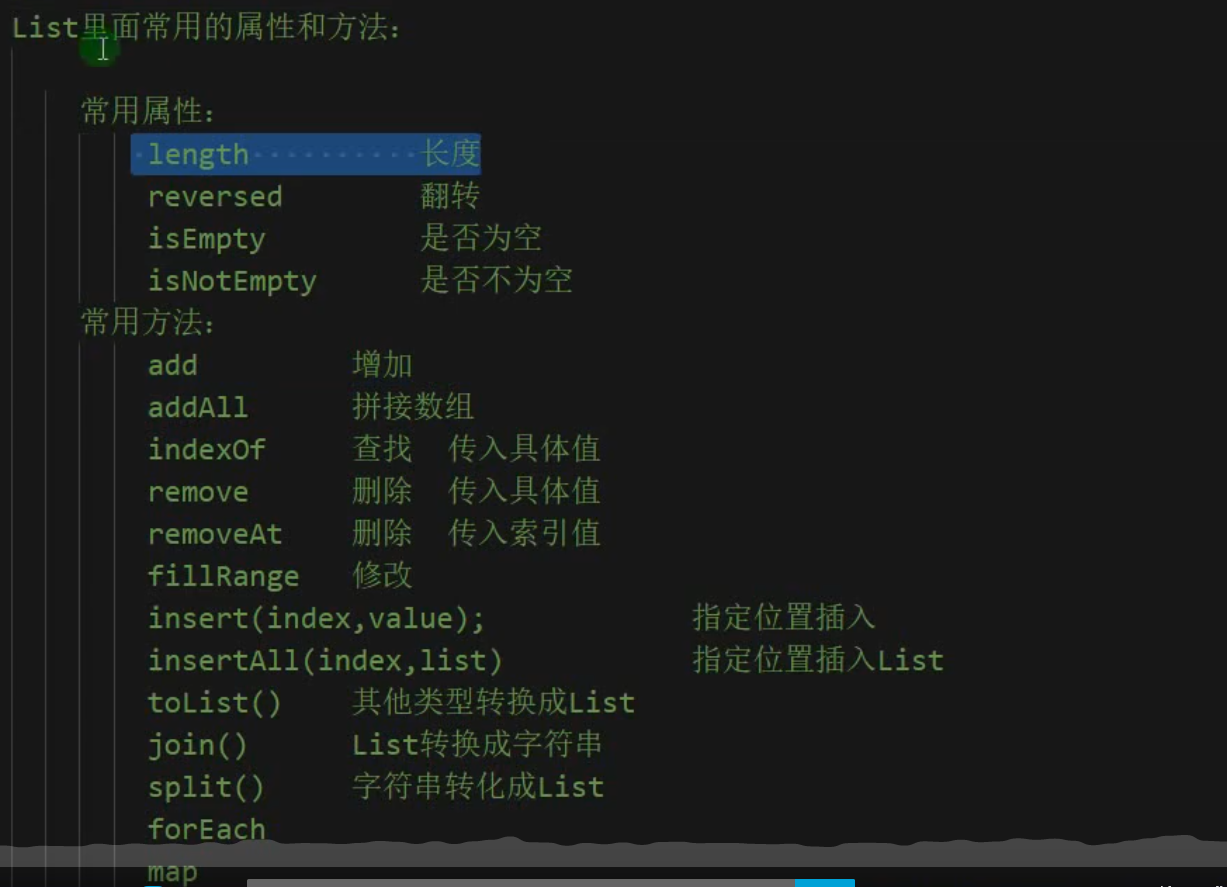 List里面常用的属性和方法:
常用属性:
length 长度
reversed 翻转
isEmpty 是否为空
isNotEmpty 是否不为空
常用方法:
add 增加
addAll 拼接数组
indexOf 查找 传入具体值
remove 删除 传入具体值
removeAt 删除 传入索引值
fillRange 修改
insert(index,value); 指定位置插入
insertAll(index,list) 指定位置插入List
toList() 其他类型转换成List
join() List转换成字符串
split() 字符串转化成List
forEach
map